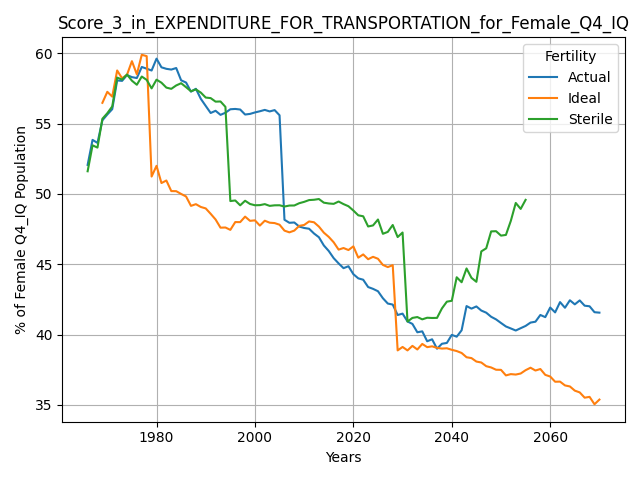 Score_3_in_EXPENDITURE_FOR_TRANSPORTATION_for_Female_Q4_IQ
% of Female Q4_IQ Population
60
55
50
45
40
35
Fertility
Actual
Ideal
Sterile
1980
2000
2020
2040
2060
Years